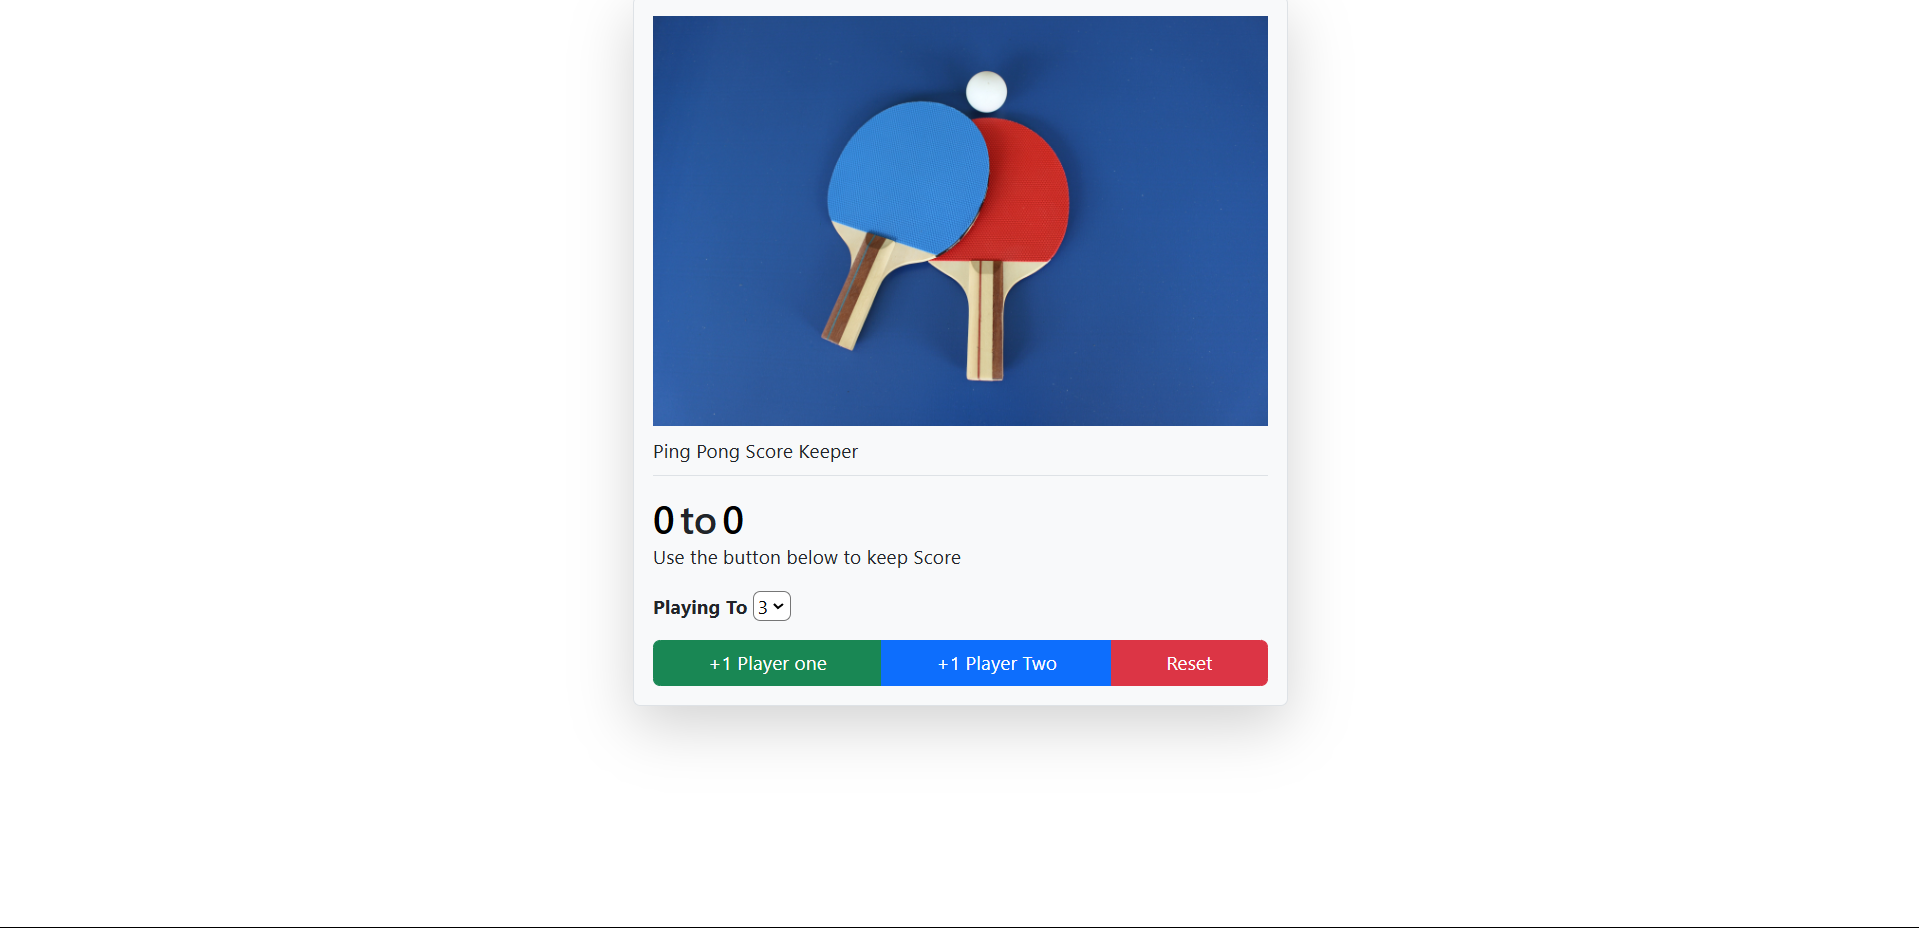 Ping Pong Score Keeper
0 to 0
Use the button below to keep Score
Playing To 3
+1 Player one +1 Player Two Reset